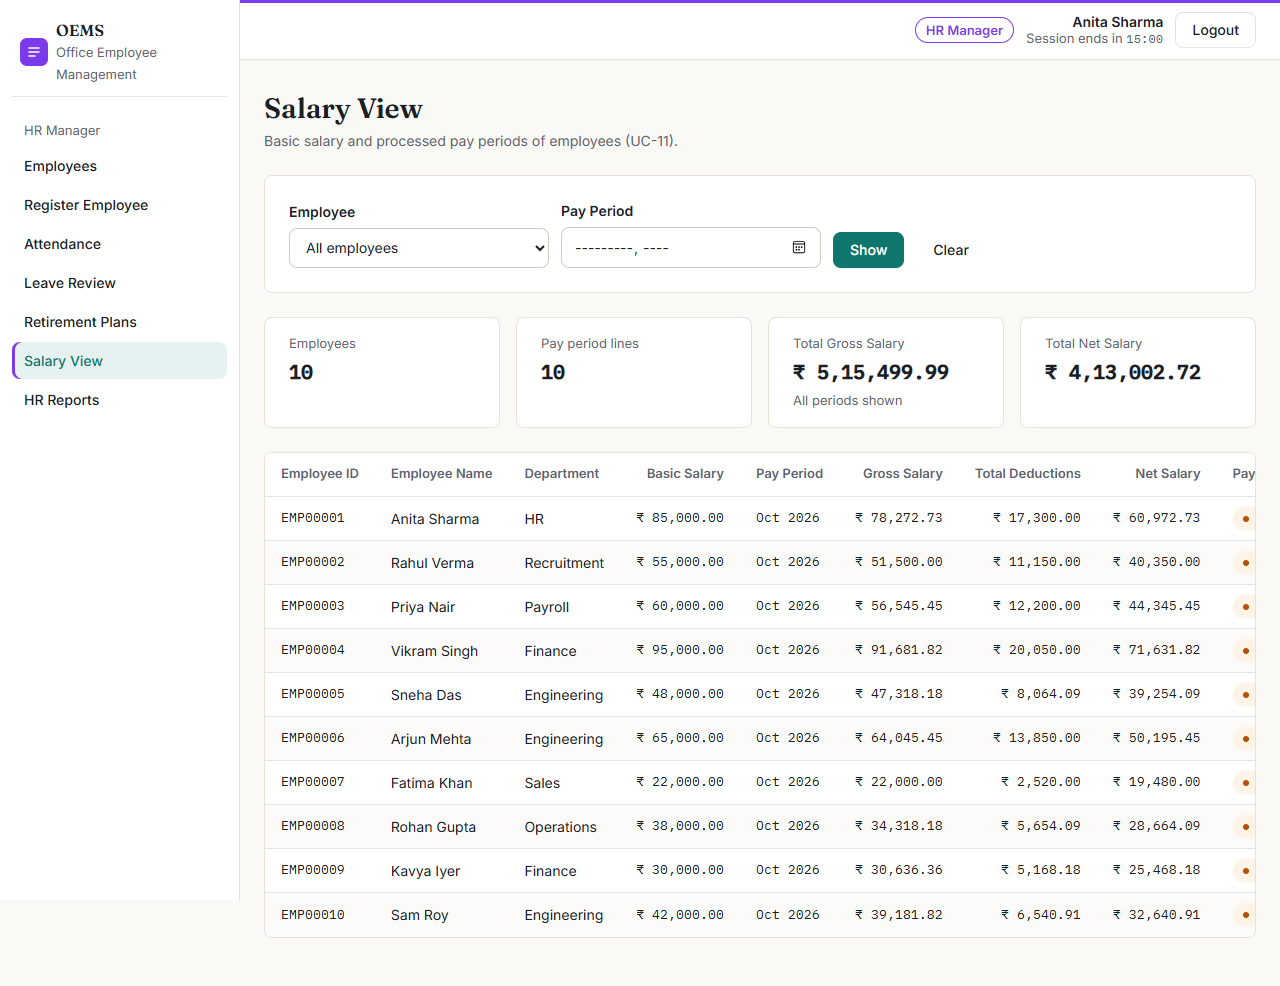 OEMS
Office Employee
Management
HR Manager
Employees
Register Employee
Attendance
Leave Review
Retirement Plans
Salary View
HR Reports
HR Manager
Anita Sharma
Session ends in 15:00
Logout
Salary View
Basic salary and processed pay periods of employees (UC-11).
Employee
Pay Period
All employees
---------, ----
Show
Clear
Employees
10
Pay period lines
10
Total Gross Salary
₹ 5,15,499.99
All periods shown
Total Net Salary
₹ 4,13,002.72
Employee ID Employee Name Department Basic Salary Pay Period Gross Salary Total Deductions Net Salary Pay
EMP00001 Anita Sharma HR ₹ 85,000.00 Oct 2026 ₹ 78,272.73 ₹ 17,300.00 ₹ 60,972.73
EMP00002 Rahul Verma Recruitment ₹ 55,000.00 Oct 2026 ₹ 51,500.00 ₹ 11,150.00 ₹ 40,350.00
EMP00003 Priya Nair Payroll ₹ 60,000.00 Oct 2026 ₹ 56,545.45 ₹ 12,200.00 ₹ 44,345.45
EMP00004 Vikram Singh Finance ₹ 95,000.00 Oct 2026 ₹ 91,681.82 ₹ 20,050.00 ₹ 71,631.82
EMP00005 Sneha Das Engineering ₹ 48,000.00 Oct 2026 ₹ 47,318.18 ₹ 8,064.09 ₹ 39,254.09
EMP00006 Arjun Mehta Engineering ₹ 65,000.00 Oct 2026 ₹ 64,045.45 ₹ 13,850.00 ₹ 50,195.45
EMP00007 Fatima Khan Sales ₹ 22,000.00 Oct 2026 ₹ 22,000.00 ₹ 2,520.00 ₹ 19,480.00
EMP00008 Rohan Gupta Operations ₹ 38,000.00 Oct 2026 ₹ 34,318.18 ₹ 5,654.09 ₹ 28,664.09
EMP00009 Kavya Iyer Finance ₹ 30,000.00 Oct 2026 ₹ 30,636.36 ₹ 5,168.18 ₹ 25,468.18
EMP00010 Sam Roy Engineering ₹ 42,000.00 Oct 2026 ₹ 39,181.82 ₹ 6,540.91 ₹ 32,640.91